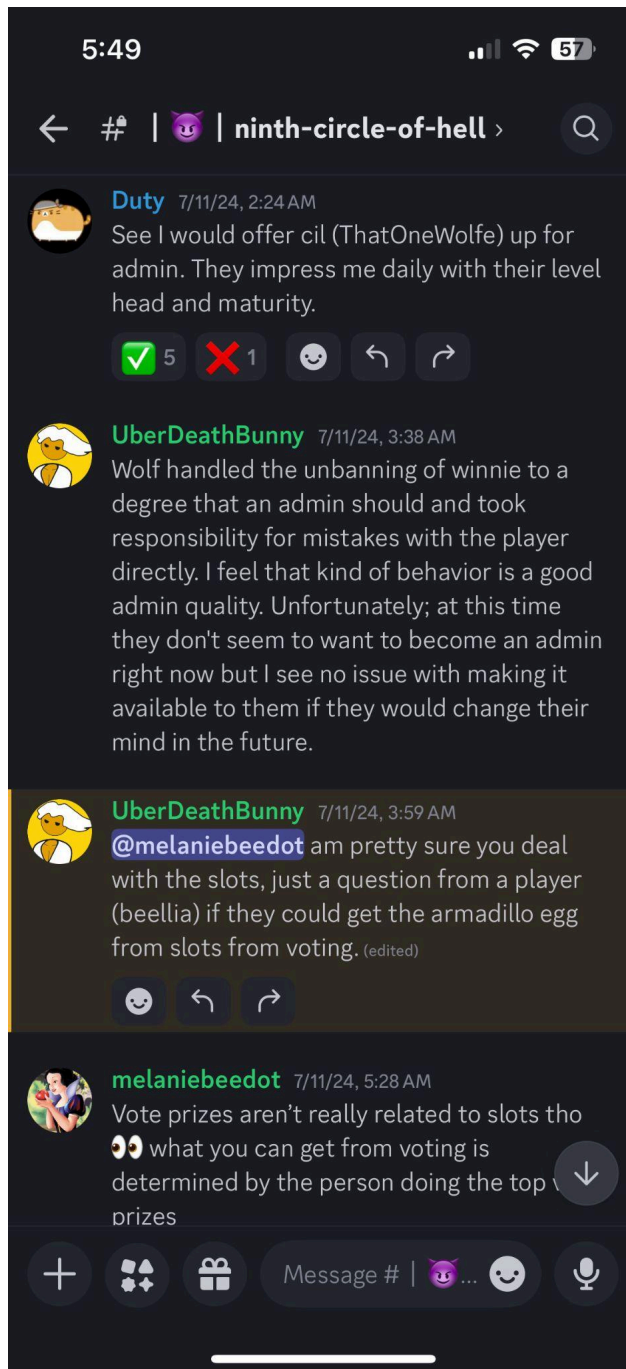 5:49
57
# | 😈 | ninth-circle-of-hell ›
Duty 7/11/24, 2:24 AM
See I would offer cil (ThatOneWolfe) up for
admin. They impress me daily with their level
head and maturity.
✅ 5 ❌ 1
UberDeathBunny 7/11/24, 3:38 AM
Wolf handled the unbanning of winnie to a
degree that an admin should and took
responsibility for mistakes with the player
directly. I feel that kind of behavior is a good
admin quality. Unfortunately; at this time
they don't seem to want to become an admin
right now but I see no issue with making it
available to them if they would change their
mind in the future.
UberDeathBunny 7/11/24, 3:59 AM
@melaniebeedot am pretty sure you deal
with the slots, just a question from a player
(beellia) if they could get the armadillo egg
from slots from voting. (edited)
melaniebeedot 7/11/24, 5:28 AM
Vote prizes aren’t really related to slots tho
👀 what you can get from voting is
determined by the person doing the top
prizes
Message # | 😈...